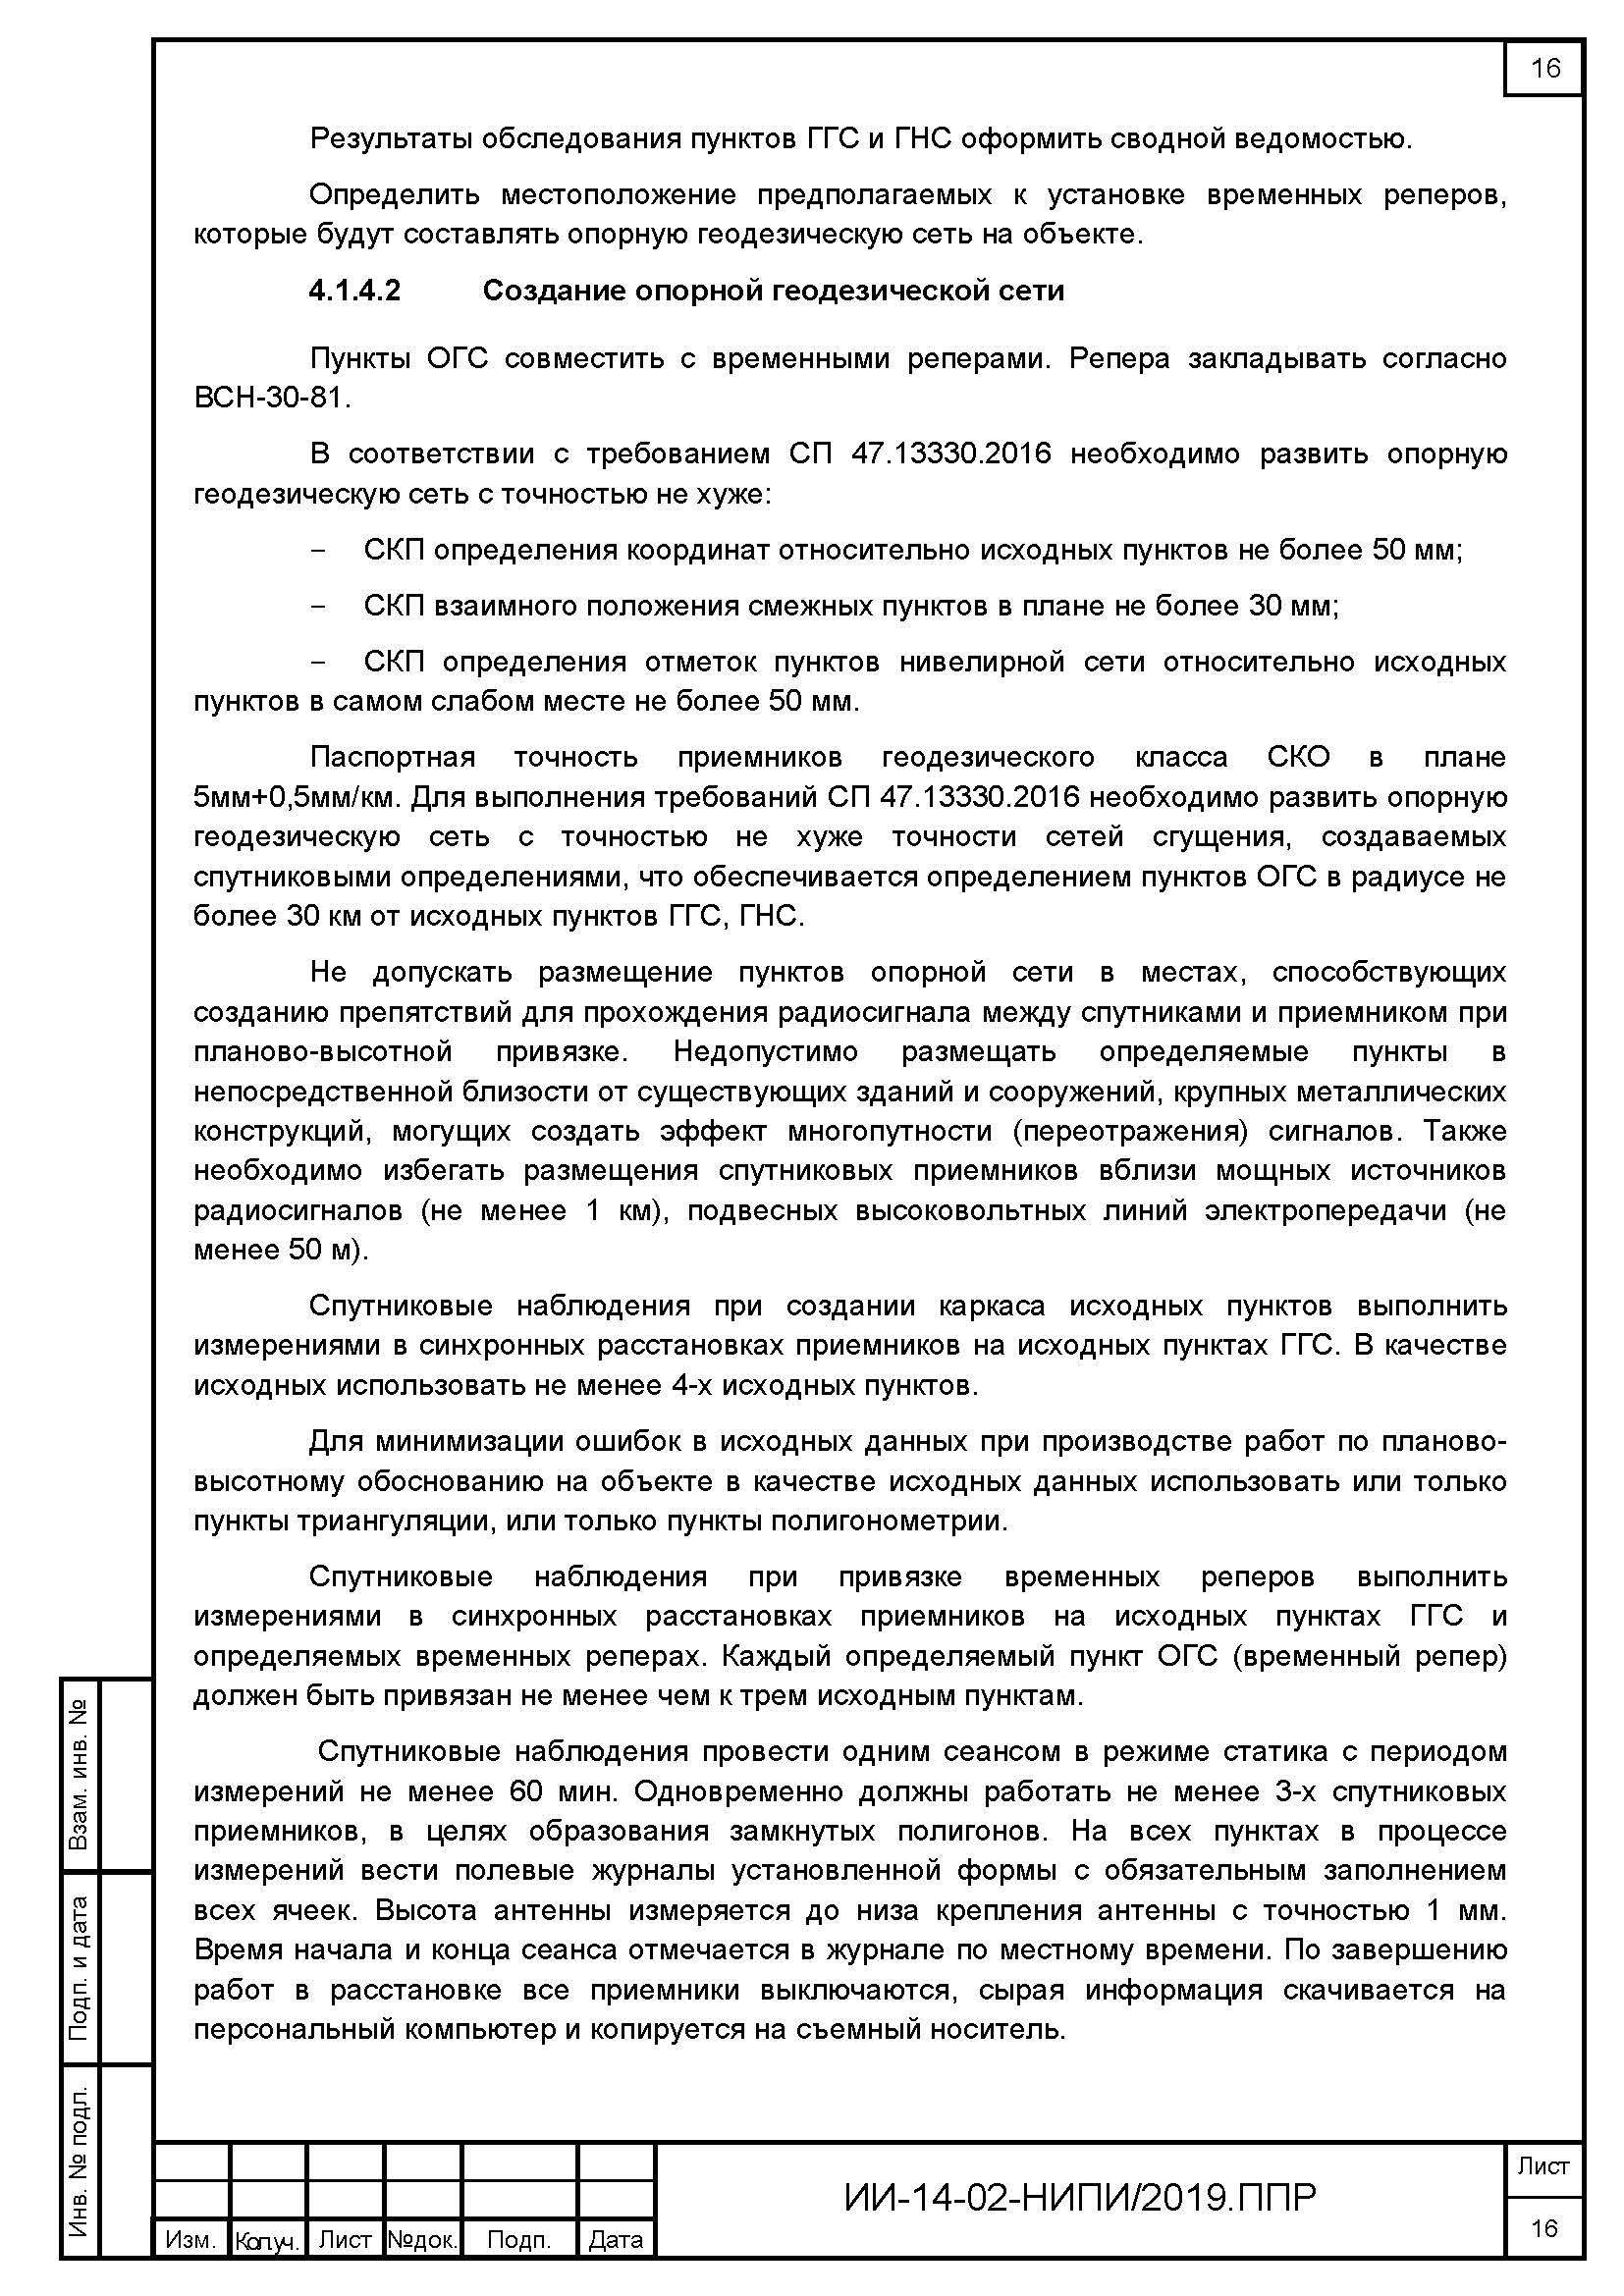 16
Результаты обследования пунктов ГГС и ГНС оформить сводной ведомостью.
Определить местоположение предполагаемых к установке временных реперов,
которые будут составлять опорную геодезическую сеть на объекте.
4.1.4.2 Создание опорной геодезической сети
Пункты ОГС совместить с временными реперами. Репера закладывать согласно
ВСН-30-81.
В соответствии с требованием СП 47.13330.2016 необходимо развить опорную
геодезическую сеть с точностью не хуже:
− СКП определения координат относительно исходных пунктов не более 50 мм;
− СКП взаимного положения смежных пунктов в плане не более 30 мм;
− СКП определения отметок пунктов нивелирной сети относительно исходных
пунктов в самом слабом месте не более 50 мм.
Паспортная точность приемников геодезического класса СКО в плане
5мм+0,5мм/км. Для выполнения требований СП 47.13330.2016 необходимо развить опорную
геодезическую сеть с точностью не хуже точности сетей сгущения, создаваемых
спутниковыми определениями, что обеспечивается определением пунктов ОГС в радиусе не
более 30 км от исходных пунктов ГГС, ГНС.
Не допускать размещение пунктов опорной сети в местах, способствующих
созданию препятствий для прохождения радиосигнала между спутниками и приемником при
планово-высотной привязке. Недопустимо размещать определяемые пункты в
непосредственной близости от существующих зданий и сооружений, крупных металлических
конструкций, могущих создать эффект многопутности (переотражения) сигналов. Также
необходимо избегать размещения спутниковых приемников вблизи мощных источников
радиосигналов (не менее 1 км), подвесных высоковольтных линий электропередачи (не
менее 50 м).
Спутниковые наблюдения при создании каркаса исходных пунктов выполнить
измерениями в синхронных расстановках приемников на исходных пунктах ГГС. В качестве
исходных использовать не менее 4-х исходных пунктов.
Для минимизации ошибок в исходных данных при производстве работ по планово-
высотному обоснованию на объекте в качестве исходных данных использовать или только
пункты триангуляции, или только пункты полигонометрии.
Спутниковые наблюдения при привязке временных реперов выполнить
измерениями в синхронных расстановках приемников на исходных пунктах ГГС и
определяемых временных реперах. Каждый определяемый пункт ОГС (временный репер)
должен быть привязан не менее чем к трем исходным пунктам.
Спутниковые наблюдения провести одним сеансом в режиме статика с периодом
измерений не менее 60 мин. Одновременно должны работать не менее 3-х спутниковых
приемников, в целях образования замкнутых полигонов. На всех пунктах в процессе
измерений вести полевые журналы установленной формы с обязательным заполнением
всех ячеек. Высота антенны измеряется до низа крепления антенны с точностью 1 мм.
Время начала и конца сеанса отмечается в журнале по местному времени. По завершению
работ в расстановке все приемники выключаются, сырая информация скачивается на
персональный компьютер и копируется на съемный носитель.
Взам. инв. №
Подп. и дата
Инв. № подл.
Изм. Кол.уч. Лист №док. Подп. Дата
ИИ-14-02-НИПИ/2019.ППР
Лист
16